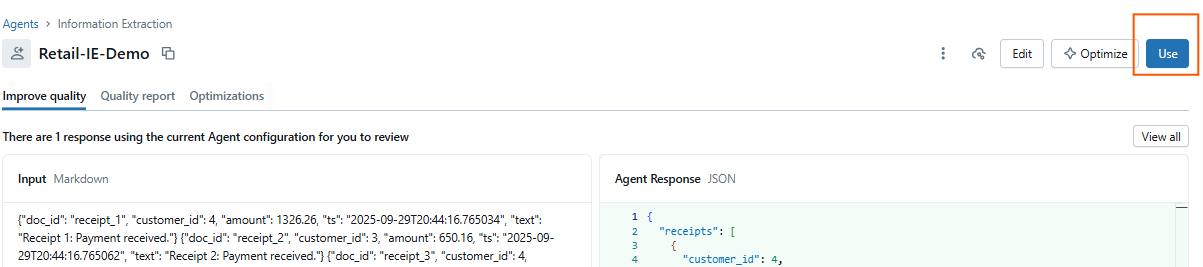 Agents › Information Extraction
Retail-IE-Demo
Edit
Optimize
Use
Improve quality Quality report Optimizations
There are 1 response using the current Agent configuration for you to review
View all
Input Markdown
{"doc_id": "receipt_1", "customer_id": 4, "amount": 1326.26, "ts": "2025-09-29T20:44:16.765034", "text":
"Receipt 1: Payment received."} {"doc_id": "receipt_2", "customer_id": 3, "amount": 650.16, "ts": "2025-09-
29T20:44:16.765062", "text": "Receipt 2: Payment received."} {"doc_id": "receipt_3", "customer_id": 4,
Agent Response JSON
1 {
2 "receipts": [
3 {
4 "customer_id": 4,